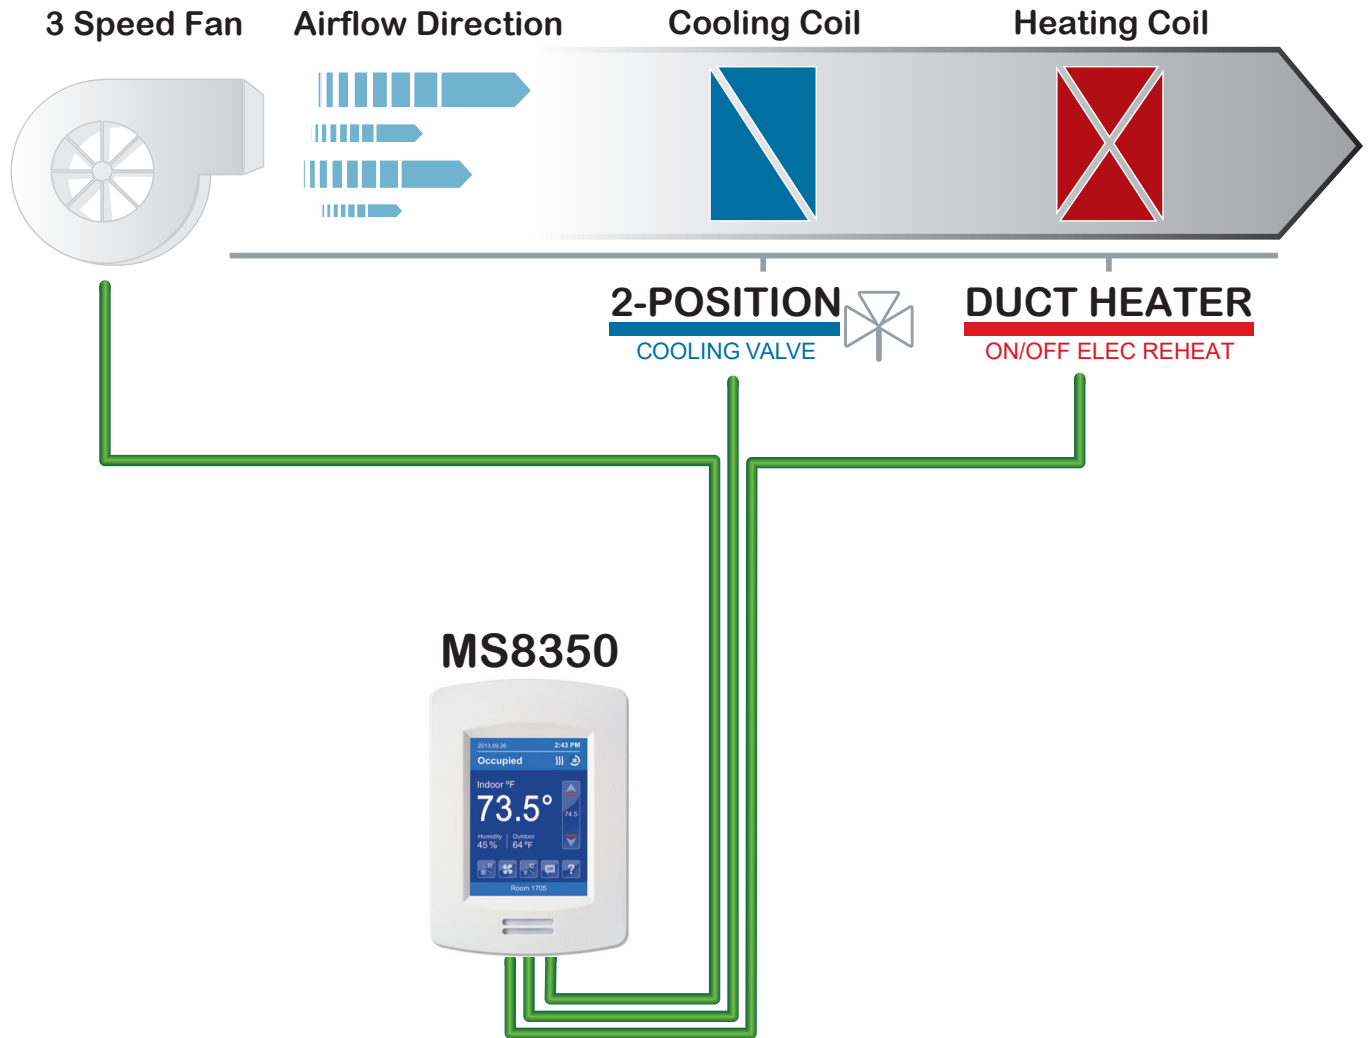 3 Speed Fan
Airflow Direction
Cooling Coil
Heating Coil
2-POSITION
COOLING VALVE
DUCT HEATER
ON/OFF ELEC REHEAT
MS8350
2013.09.26
2:43 PM
Occupied
Indoor °F
73.5°
74.5
Humidity
45 %
Outdoor
64 °F
?
Room 1705